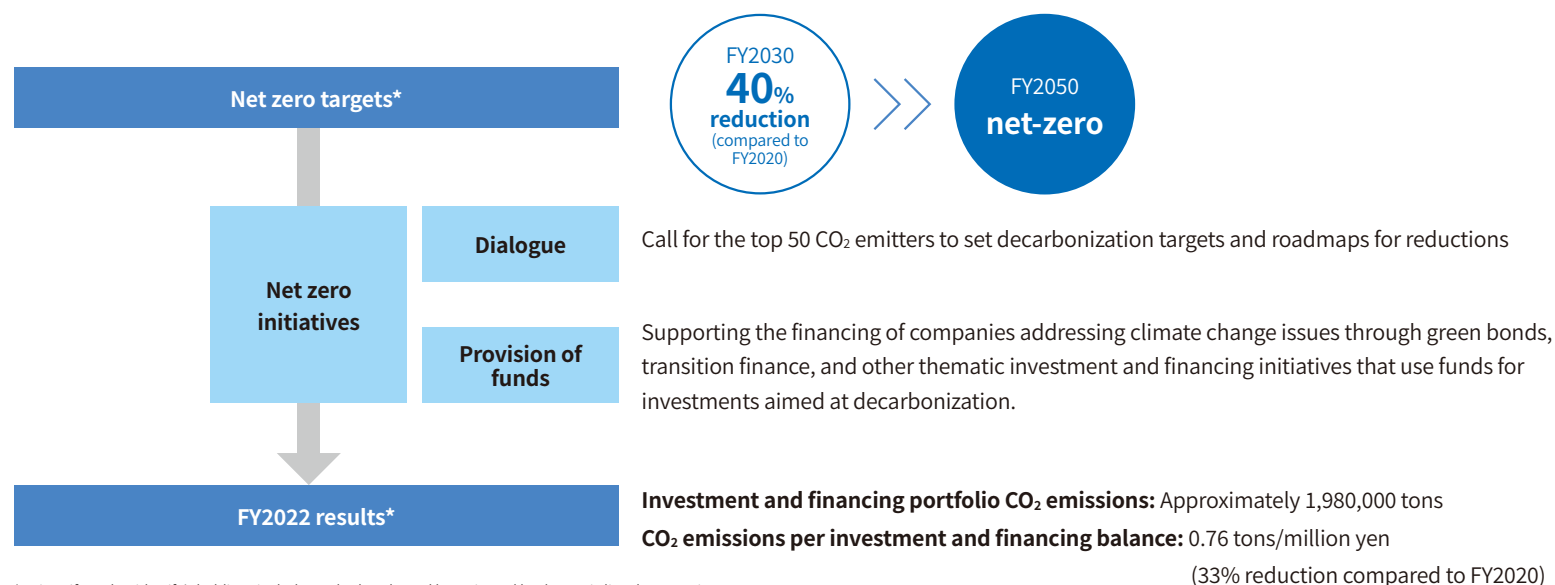 Net zero targets*
FY2030
40%
reduction
(compared to
FY2020)
FY2050
net-zero
Net zero
initiatives
Dialogue
Call for the top 50 CO₂ emitters to set decarbonization targets and roadmaps for reductions
Provision of
funds
Supporting the financing of companies addressing climate change issues through green bonds,
transition finance, and other thematic investment and financing initiatives that use funds for
investments aimed at decarbonization.
FY2022 results*
Investment and financing portfolio CO₂ emissions: Approximately 1,980,000 tons
CO₂ emissions per investment and financing balance: 0.76 tons/million yen
(33% reduction compared to FY2020)